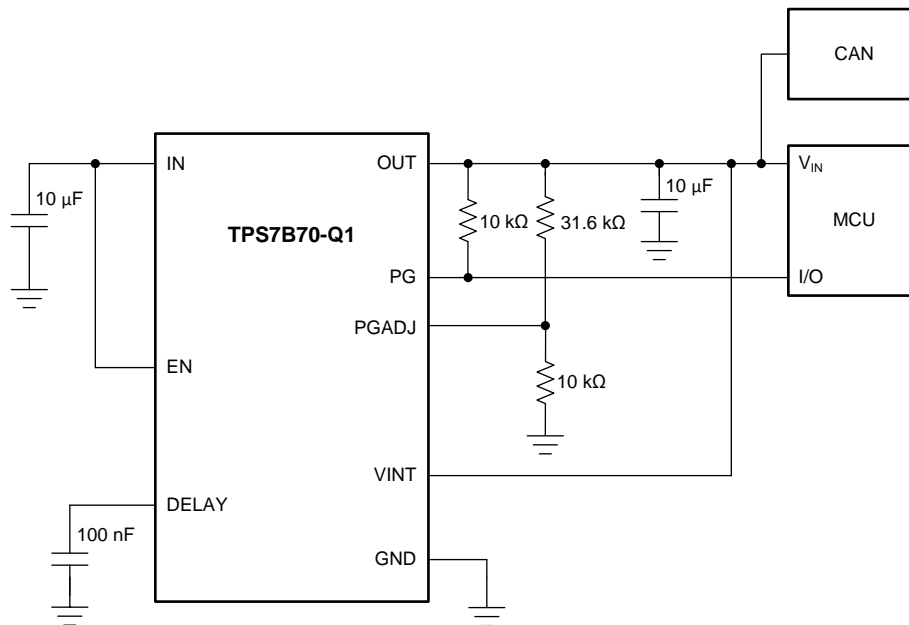 CAN
IN
OUT
V_IN
10 µF
10 µF
10 kΩ
31.6 kΩ
TPS7B70-Q1
MCU
PG
I/O
PGADJ
EN
10 kΩ
VINT
DELAY
100 nF
GND